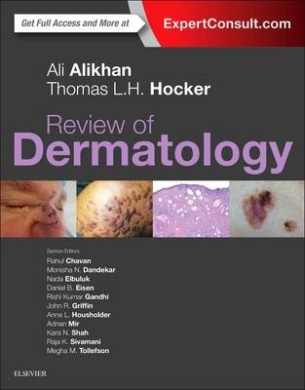 Get Full Access and More at
ExpertConsult.com
Ali Alikhan
Thomas L.H. Hocker
Review of
Dermatology
Section Editors
Rahul Chavan
Monisha N. Dandekar
Nada Elbuluk
Daniel B. Eisen
Rishi Kumar Gandhi
John R. Griffin
Anne L. Housholder
Adnan Mir
Kara N. Shah
Raja K. Sivamani
Megha M. Tollefson
ELSEVIER